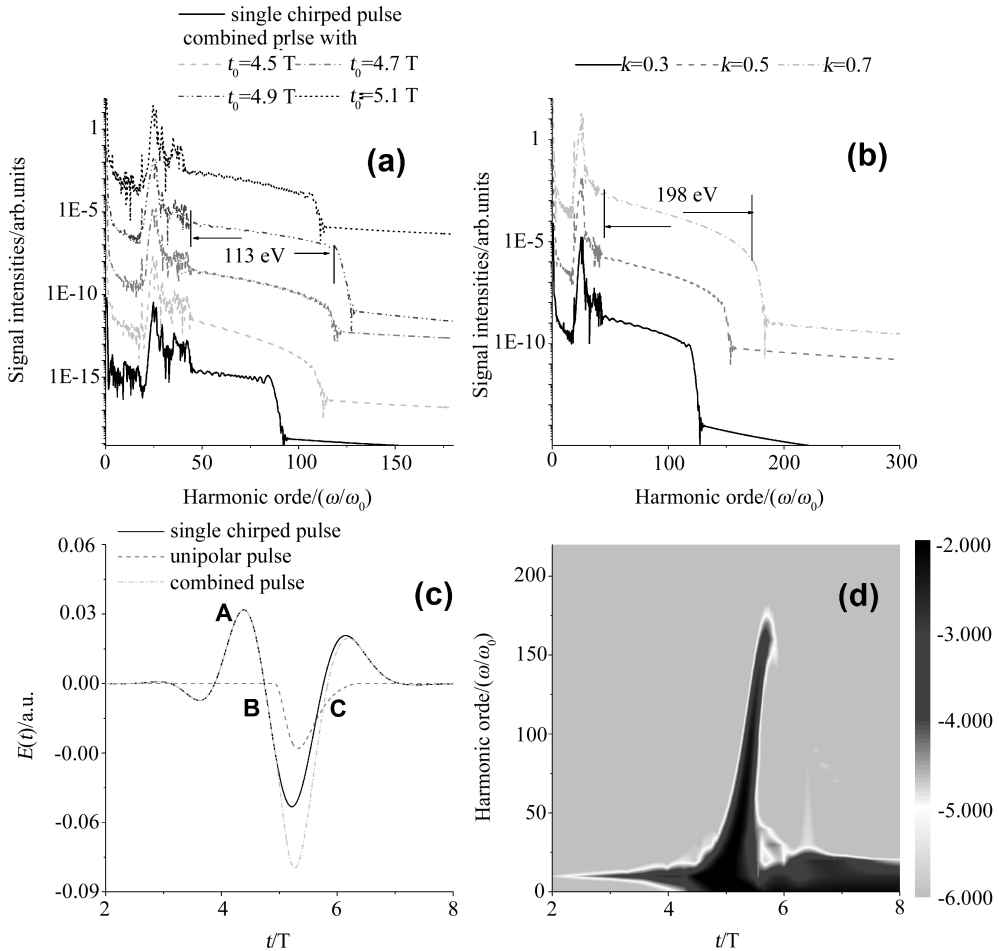 single chirped pulse
combined prlse with
t0=4.5 T t0=4.7 T
t0=4.9 T t0=5.1 T
k=0.3 k=0.5 k=0.7
(a)
1
1E-5
1E-10
1E-15
113 eV
Signal intensities/arb.units
0 50 100 150
Harmonic orde/(ω/ω0)
(b)
1
1E-5
1E-10
198 eV
Signal intensities/arb.units
0 100 200 300
Harmonic orde/(ω/ω0)
single chirped pulse
unipolar pulse
combined pulse
(c)
0.06
0.03
0.00
-0.00
-0.06
-0.09
A
B
C
E(t)/a.u.
2 4 6 8
t/T
(d)
200
150
100
50
0
Harmonic orde/(ω/ω0)
2 4 6 8
t/T
-2.000
-3.000
-4.000
-5.000
-6.000